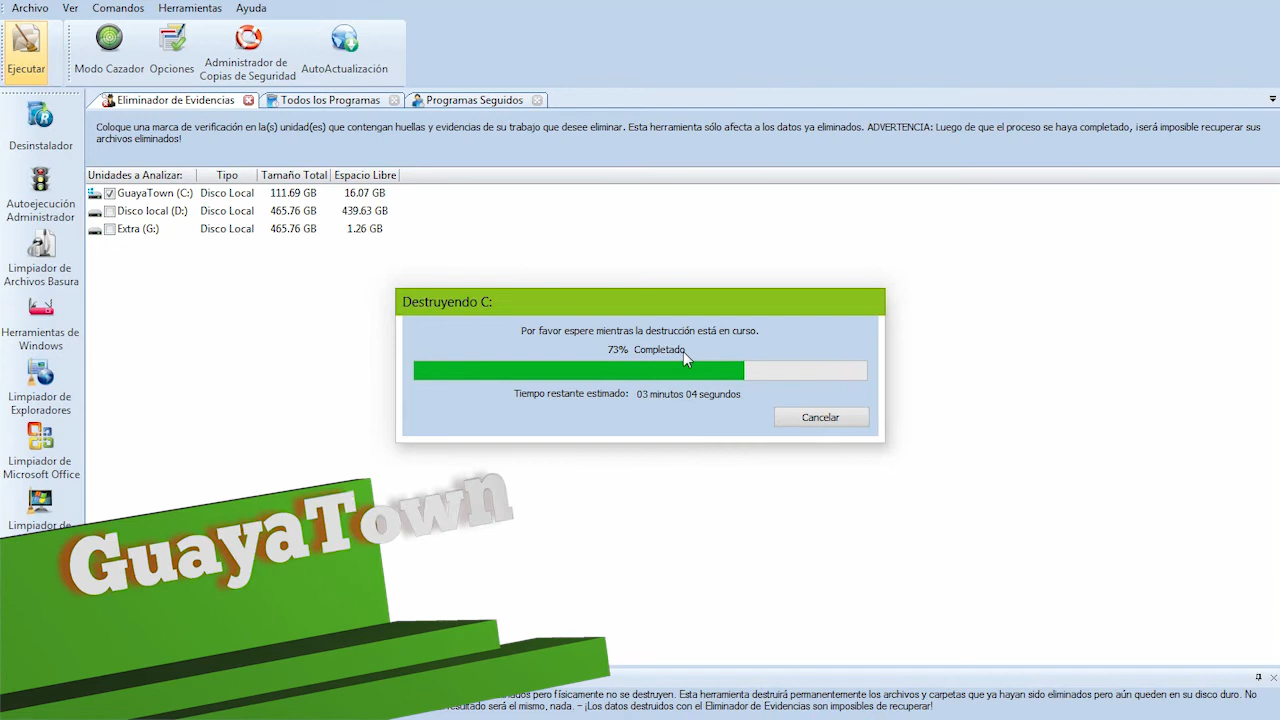 Archivo Ver Comandos Herramientas Ayuda
Ejecutar
Modo Cazador
Opciones
Administrador de
Copias de Seguridad
AutoActualización
Eliminador de Evidencias
Todos los Programas
Programas Seguidos
Coloque una marca de verificación en la(s) unidad(es) que contengan huellas y evidencias de su trabajo que desee eliminar. Esta herramienta sólo afecta a los datos ya eliminados. ADVERTENCIA: Luego de que el proceso se haya completado, ¡será imposible recuperar sus
archivos eliminados!
Unidades a Analizar: Tipo Tamaño Total Espacio Libre
GuayaTown (C:) Disco Local 111.69 GB 16.07 GB
Disco local (D:) Disco Local 465.76 GB 439.63 GB
Extra (G:) Disco Local 465.76 GB 1.26 GB
Desinstalador
Autoejecución
Administrador
Limpiador de
Archivos Basura
Herramientas de
Windows
Limpiador de
Exploradores
Limpiador de
Microsoft Office
Limpiador de
Destruyendo C:
Por favor espere mientras la destrucción está en curso.
73% Completado
Tiempo restante estimado: 03 minutos 04 segundos
Cancelar
GuayaTown
pero físicamente no se destruyen. Esta herramienta destruirá permanentemente los archivos y carpetas que ya hayan sido eliminados pero aún queden en su disco duro. No
resultado será el mismo, nada. - ¡Los datos destruidos con el Eliminador de Evidencias son imposibles de recuperar!